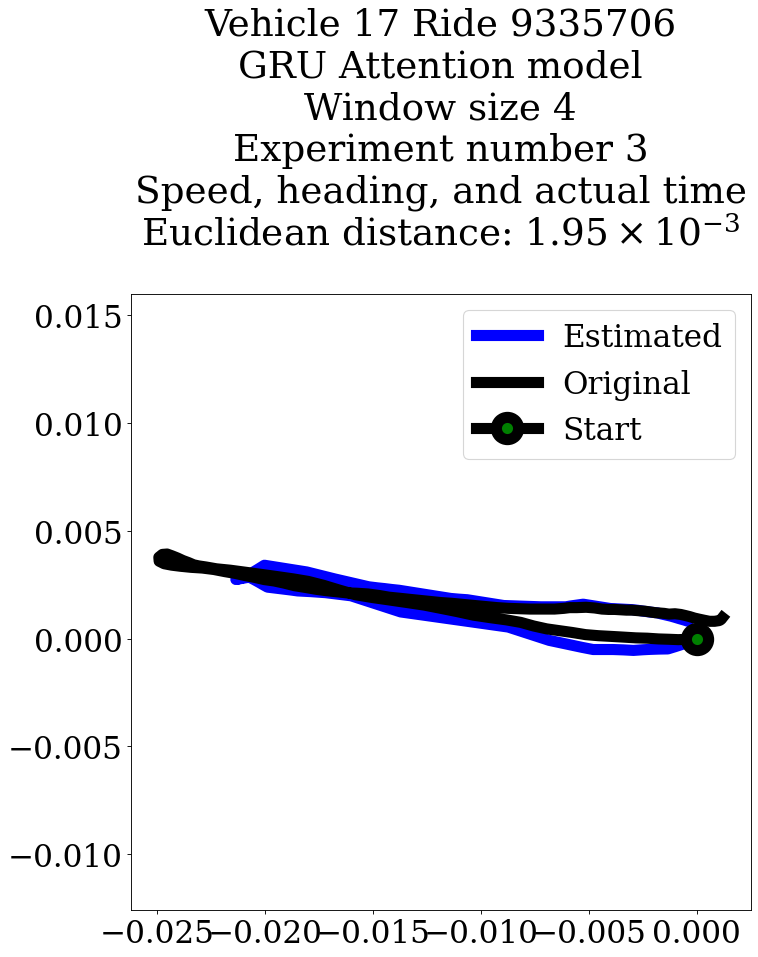 Vehicle 17 Ride 9335706
GRU Attention model
Window size 4
Experiment number 3
Speed, heading, and actual time
Euclidean distance: 1.95 × 10⁻³
Estimated
Original
Start
0.015
0.010
0.005
0.000
−0.005
−0.010
−0.025 −0.020 −0.015 −0.010 −0.005 0.000